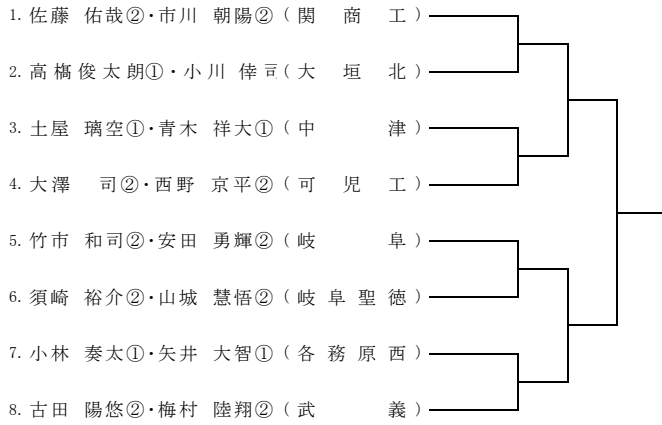 1. 佐藤 佑哉②・市川 朝陽②（関商工）
2. 高橋俊太朗①・小川 倖司（大垣北）
3. 土屋 璃空①・青木 祥大①（中津）
4. 大澤 司②・西野 京平②（可児工）
5. 竹市 和司②・安田 勇輝②（岐阜）
6. 須崎 裕介②・山城 慧悟②（岐阜聖徳）
7. 小林 奏太①・矢井 大智①（各務原西）
8. 古田 陽悠②・梅村 陸翔②（武義）